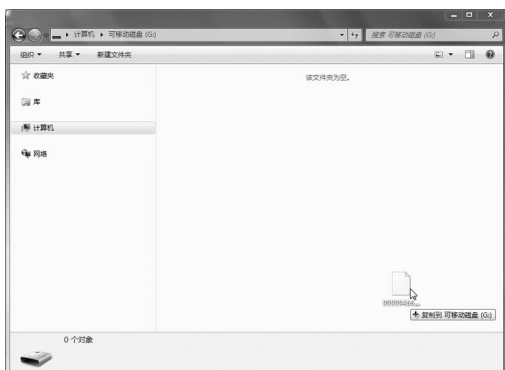 计算机 ▸ 可移动磁盘 (G:)
搜索 可移动磁盘 (G:)
组织 共享 新建文件夹
收藏夹
该文件夹为空。
库
计算机
网络
复制到 可移动磁盘 (G:)
0 个对象